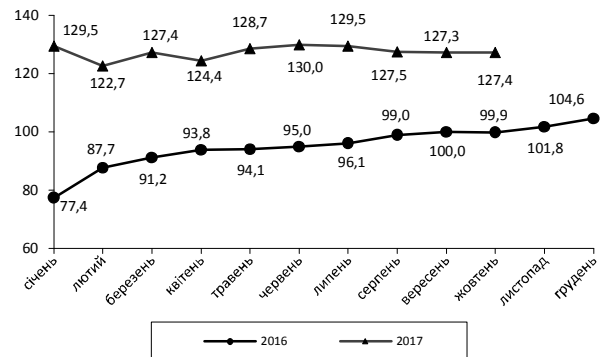 140
120
100
80
60
129,5
122,7
127,4
124,4
128,7
130,0
129,5
127,5
127,3
127,4
77,4
87,7
91,2
93,8
94,1
95,0
96,1
99,0
100,0
99,9
101,8
104,6
січень
лютий
березень
квітень
травень
червень
липень
серпень
вересень
жовтень
листопад
грудень
2016 2017